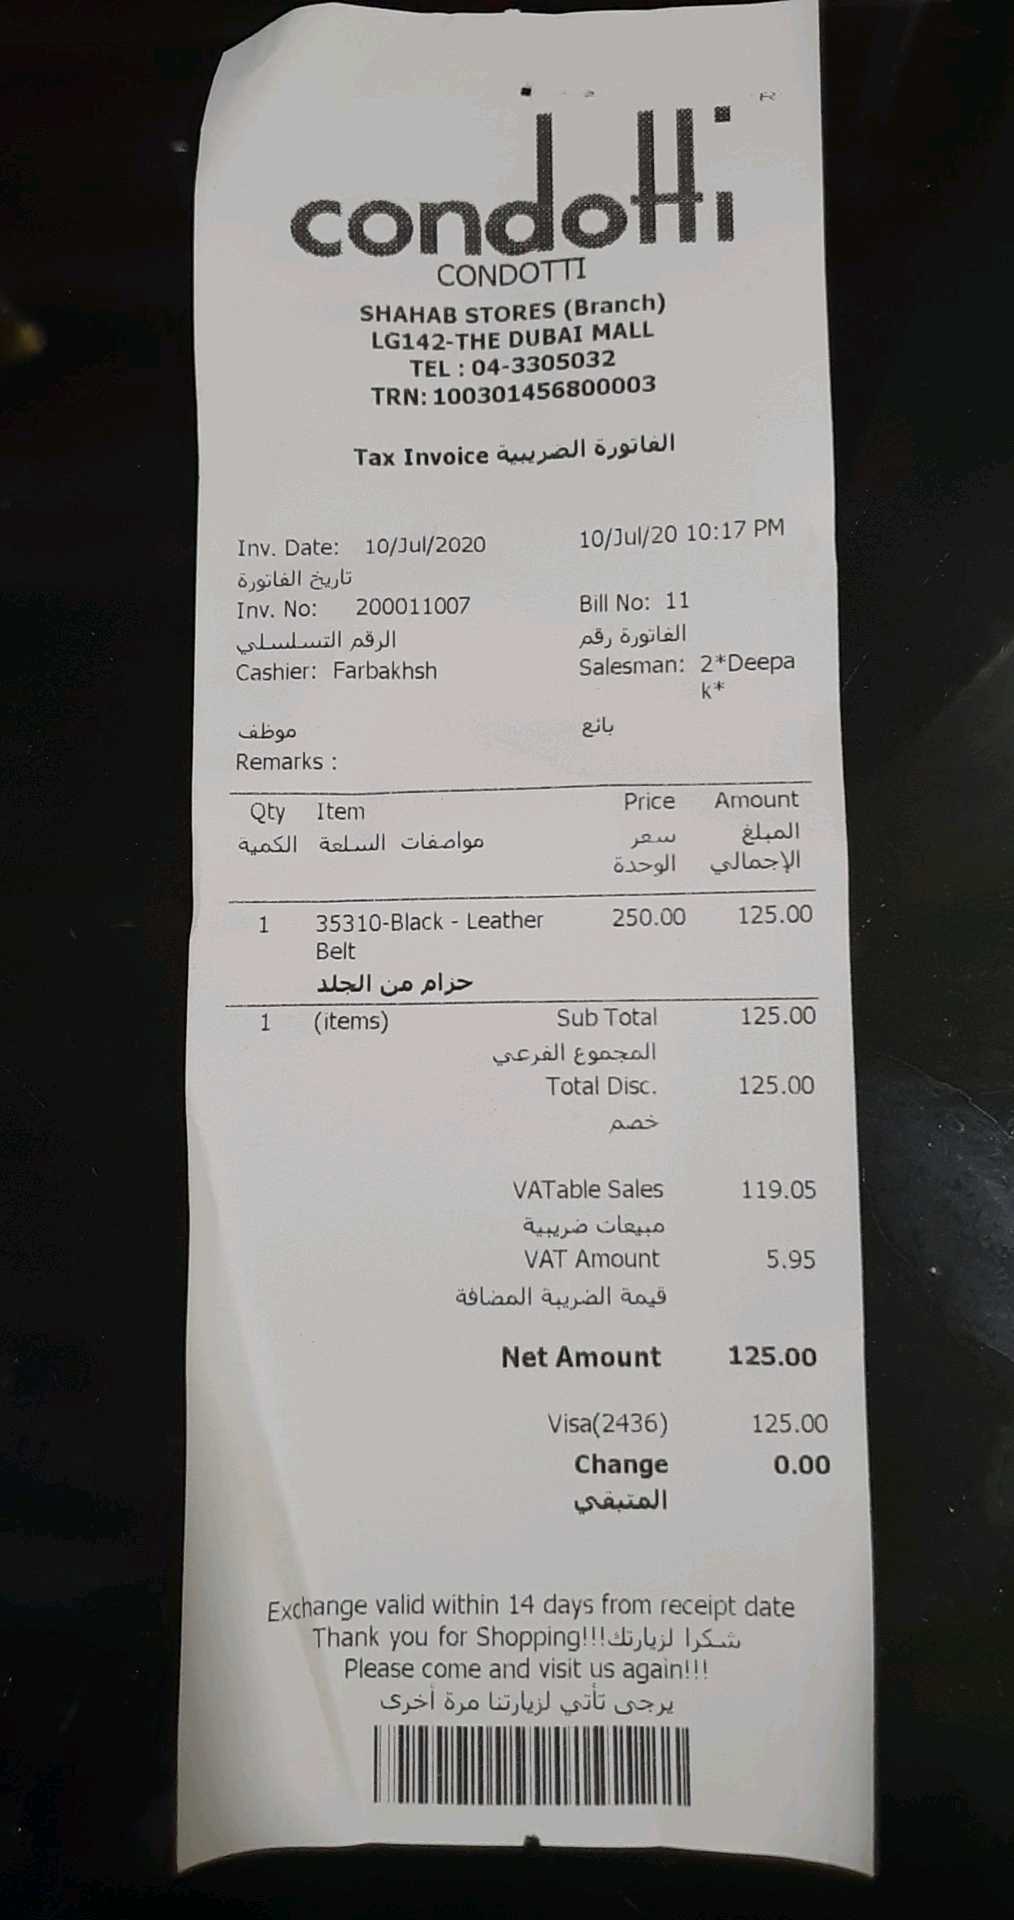 condotti
R
CONDOTTI
SHAHAB STORES (Branch)
LG142-THE DUBAI MALL
TEL : 04-3305032
TRN: 100301456800003
Tax Invoice الفاتورة الضريبية
Inv. Date: 10/Jul/2020 10/Jul/20 10:17 PM
تاريخ الفاتورة
Inv. No: 200011007 Bill No: 11
الرقم التسلسلي الفاتورة رقم
Cashier: Farbakhsh Salesman: 2*Deepa
k*
موظف بائع
Remarks :
Qty Item Price Amount
الكمية مواصفات السلعة سعر المبلغ
الوحدة الإجمالي
1 35310-Black - Leather 250.00 125.00
Belt
حزام من الجلد
1 (items) Sub Total 125.00
المجموع الفرعي
Total Disc. 125.00
خصم
VATable Sales 119.05
مبيعات ضريبية
VAT Amount 5.95
قيمة الضريبة المضافة
Net Amount 125.00
Visa(2436) 125.00
Change 0.00
المتبقي
Exchange valid within 14 days from receipt date
Thank you for Shopping!!!شكرا لزيارتك
Please come and visit us again!!!
يرجى تأتي لزيارتنا مرة أخرى